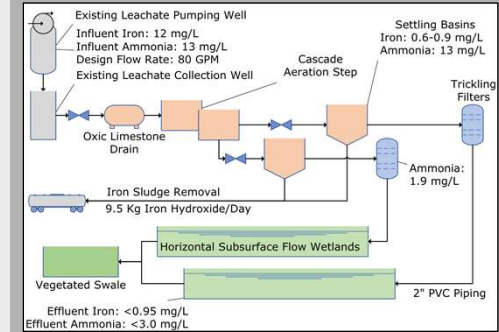 Existing Leachate Pumping Well
Influent Iron: 12 mg/L
Influent Ammonia: 13 mg/L
Design Flow Rate: 80 GPM
Existing Leachate Collection Well
Settling Basins
Iron: 0.6-0.9 mg/L
Ammonia: 13 mg/L
Cascade
Aeration Step
Trickling
Filters
Oxic Limestone
Drain
Ammonia:
1.9 mg/L
Iron Sludge Removal
9.5 Kg Iron Hydroxide/Day
Horizontal Subsurface Flow Wetlands
Vegetated Swale
2" PVC Piping
Effluent Iron: <0.95 mg/L
Effluent Ammonia: <3.0 mg/L